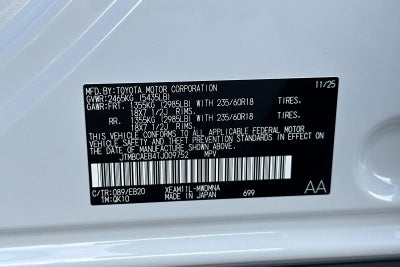 MFD.BY:TOYOTA MOTOR CORPORATION 11/25
GVWR:2465KG (5435LB)
GAWR:FRT. 1355KG (2985LB) WITH 235/60R18 TIRES.
18X7 1/2J RIMS.
RR. 1355KG (2985LB) WITH 235/60R18 TIRES.
18X7 1/2J RIMS.
THIS VEHICLE CONFORMS TO ALL APPLICABLE
FEDERAL MOTOR VEHICLE SAFETY AND THEFT
PREVENTION STANDARDS IN EFFECT ON THE DATE
OF MANUFACTURE SHOWN ABOVE.
JTMBCAEB4TJ009752 MPV
C/TR:089/EB20 XEAM11L-MWDMNA AA
TM:QK10 MADE IN JAPAN 699